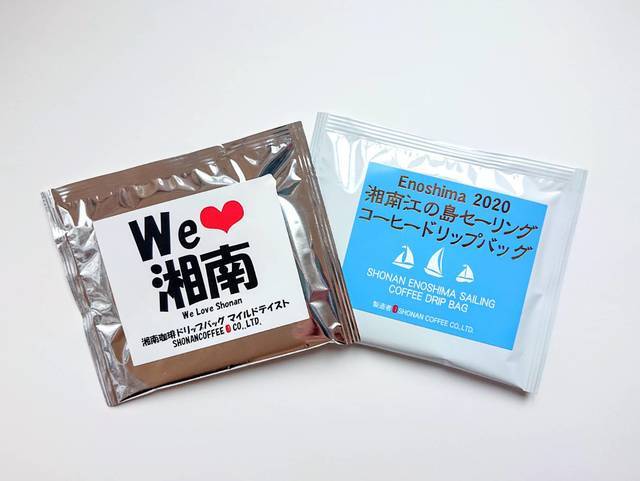 We❤
湘南
We Love Shonan
湘南珈琲ドリップバッグ マイルドテイスト
SHONANCOFFEE CO.,LTD.
Enoshima 2020
湘南江の島セーリング
コーヒードリップバッグ
SHONAN ENOSHIMA SAILING
COFFEE DRIP BAG
製造者 SHONAN COFFEE CO.,LTD.